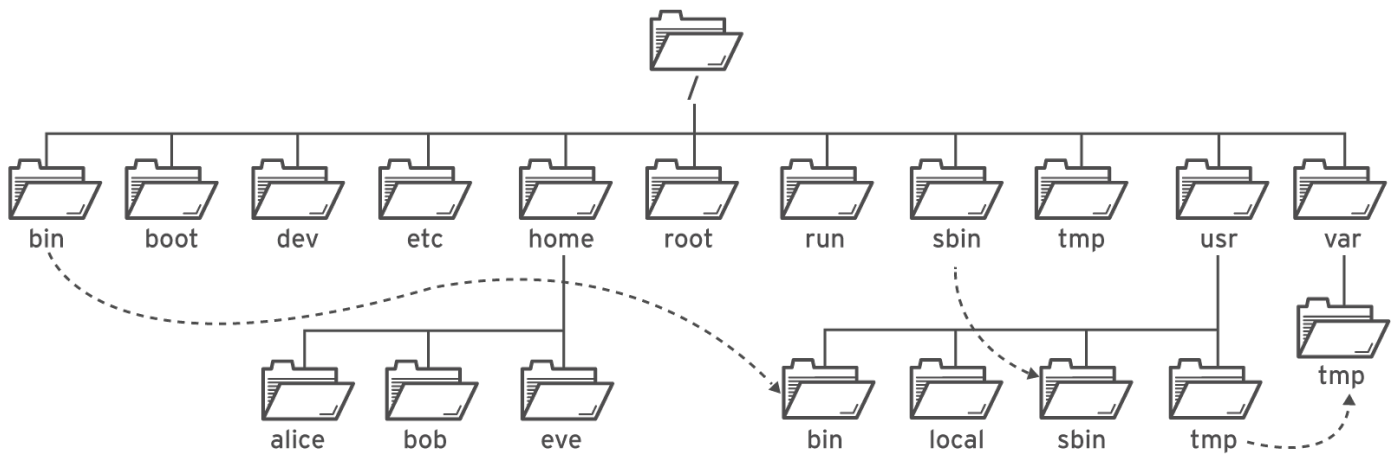 /
bin boot dev etc home root run sbin tmp usr var
tmp
alice bob eve bin local sbin tmp